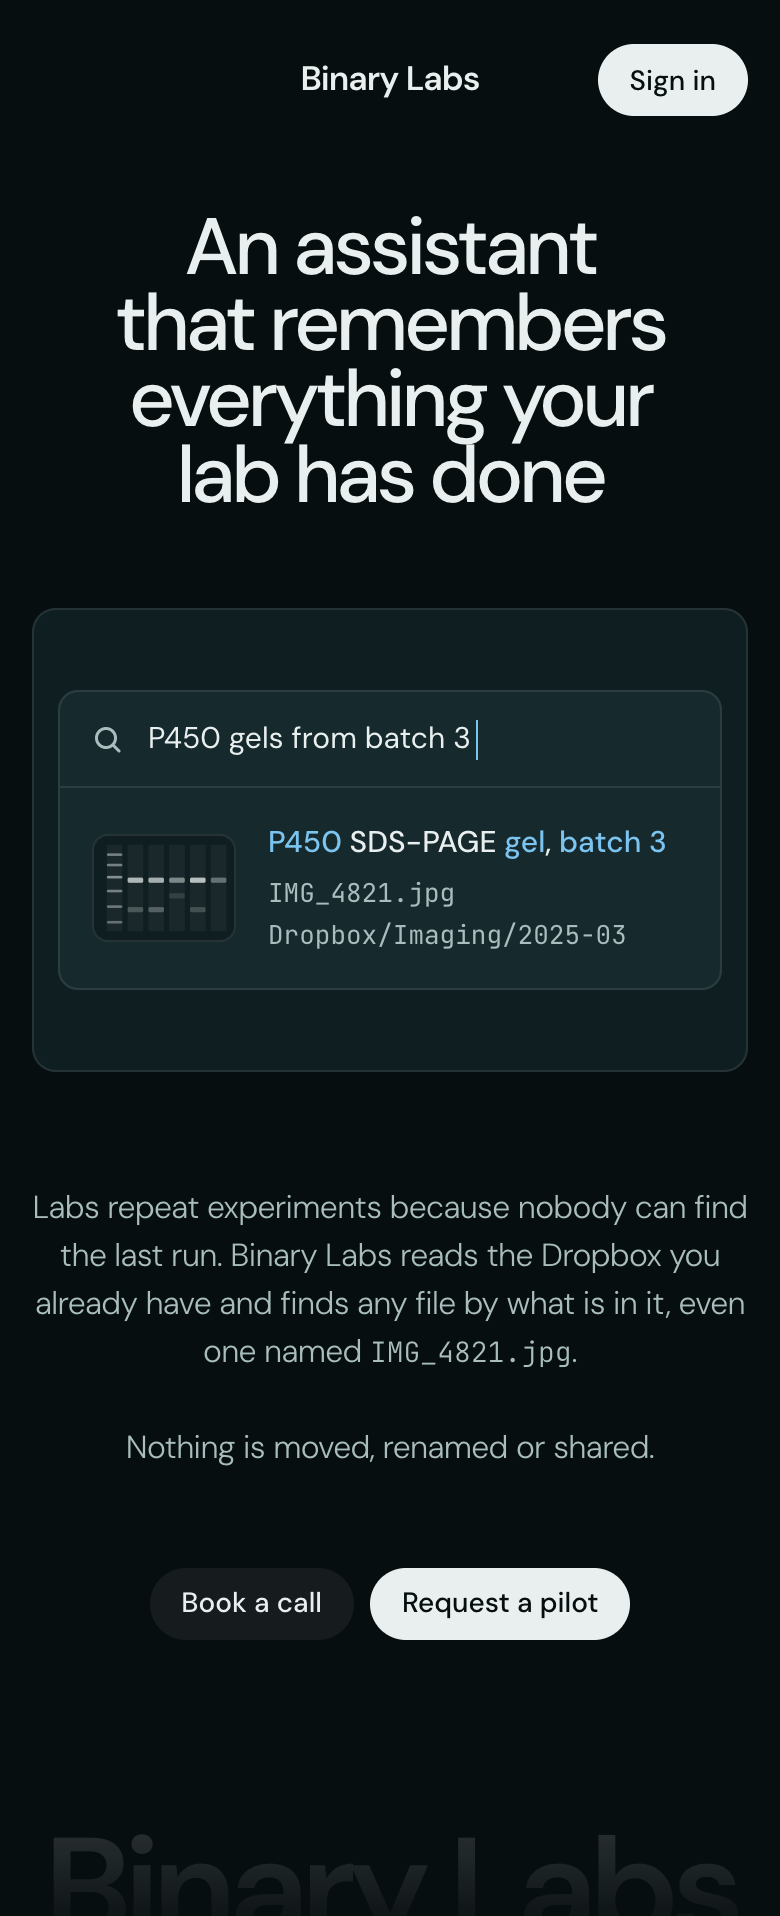 Binary Labs
Sign in
An assistant
that remembers
everything your
lab has done
P450 gels from batch 3
P450 SDS-PAGE gel, batch 3
IMG_4821.jpg
Dropbox/Imaging/2025-03
Labs repeat experiments because nobody can find
the last run. Binary Labs reads the Dropbox you
already have and finds any file by what is in it, even
one named IMG_4821.jpg.
Nothing is moved, renamed or shared.
Book a call
Request a pilot
Binary Labs